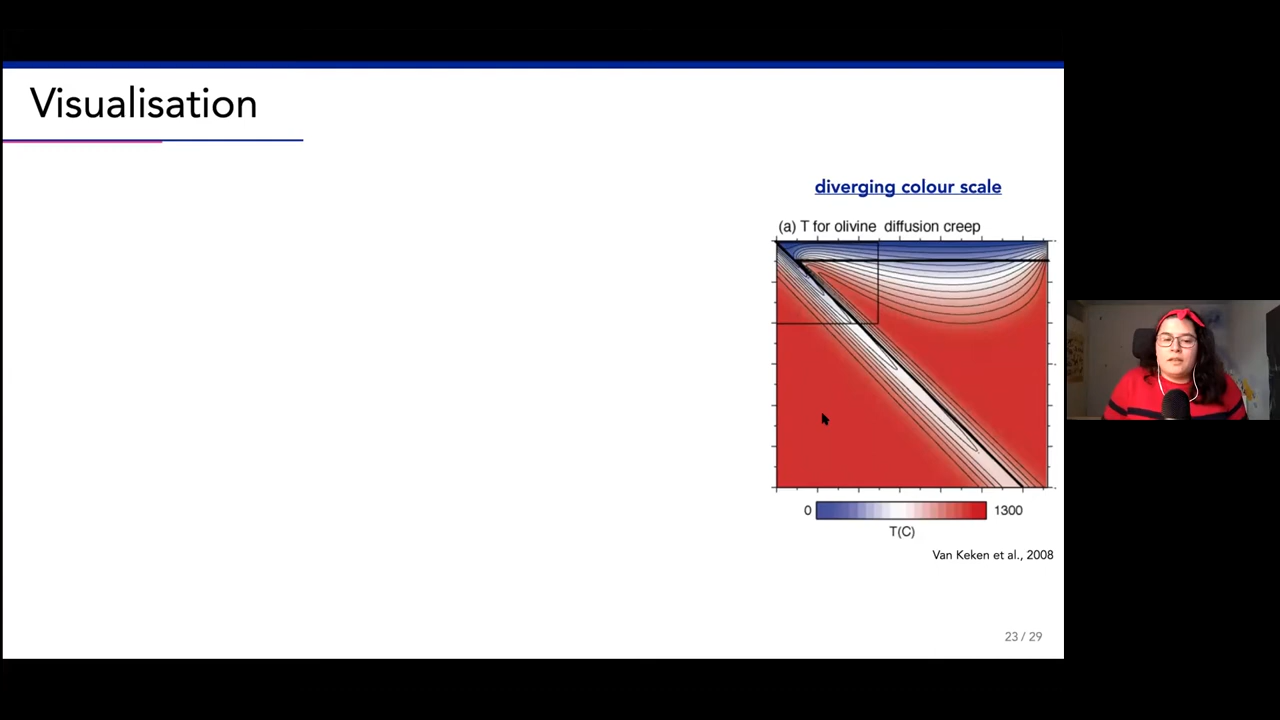 Visualisation
diverging colour scale
(a) T for olivine diffusion creep
0 1300
T(C)
Van Keken et al., 2008
23 / 29